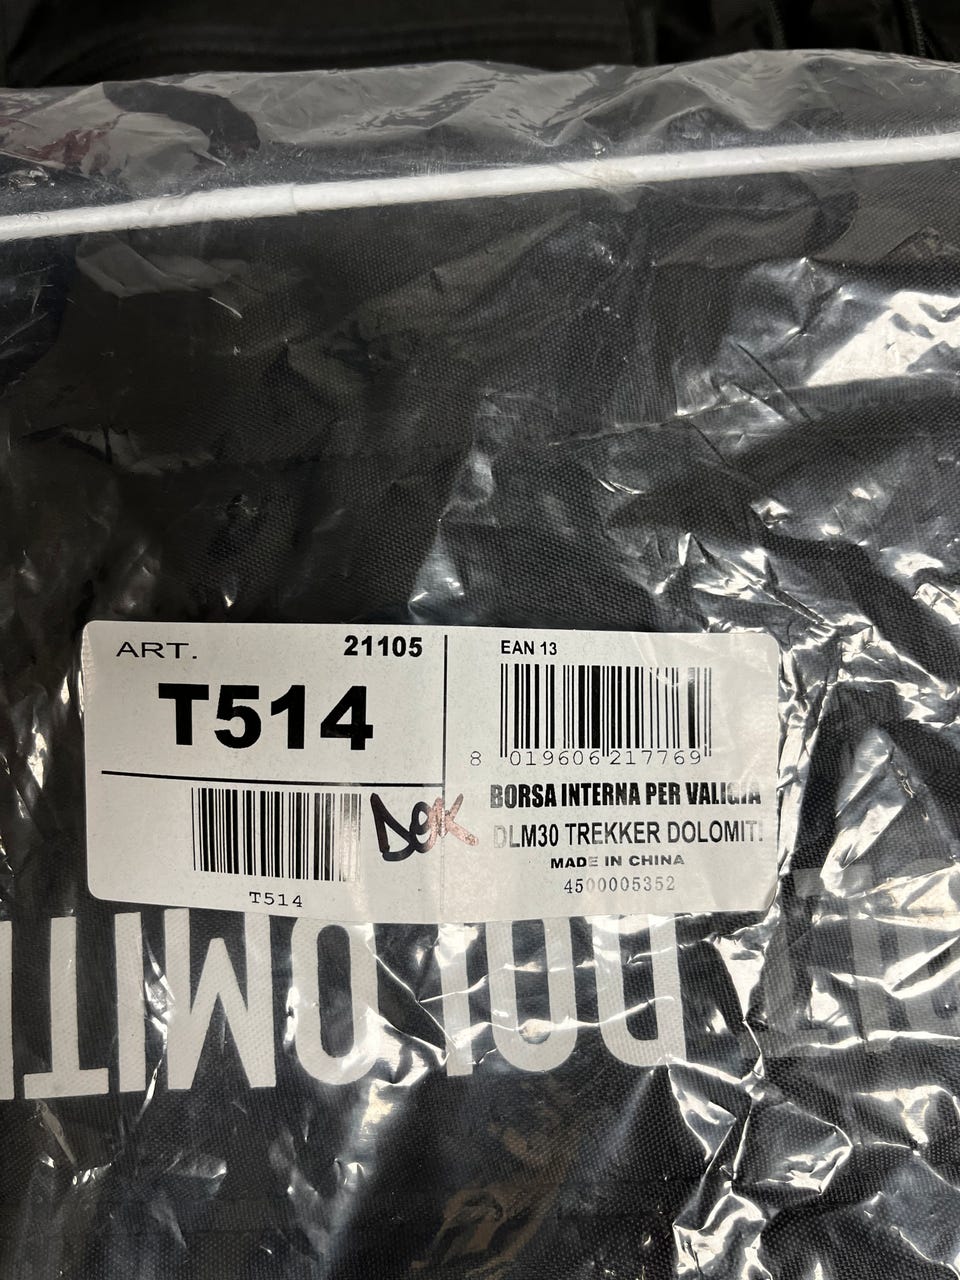 ART. 21105
T514
T514
EAN 13
8 019606 217769
BORSA INTERNA PER VALIGIA
DLM30 TREKKER DOLOMITI
MADE IN CHINA
4500005352
DOLOMITI